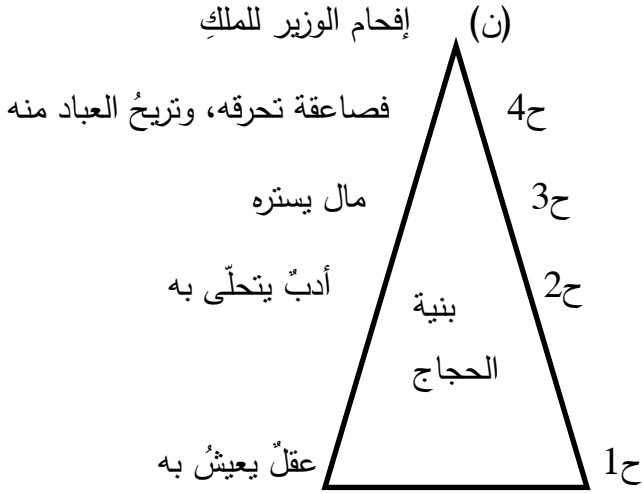 (ن) إفحام الوزير للملكِ
ح4 فصاعقة تحرقه، وتريحُ العباد منه
ح3 مال يستره
ح2 أدبٌ يتحلّى به
بنية
الحجاج
ح1 عقلٌ يعيشُ به